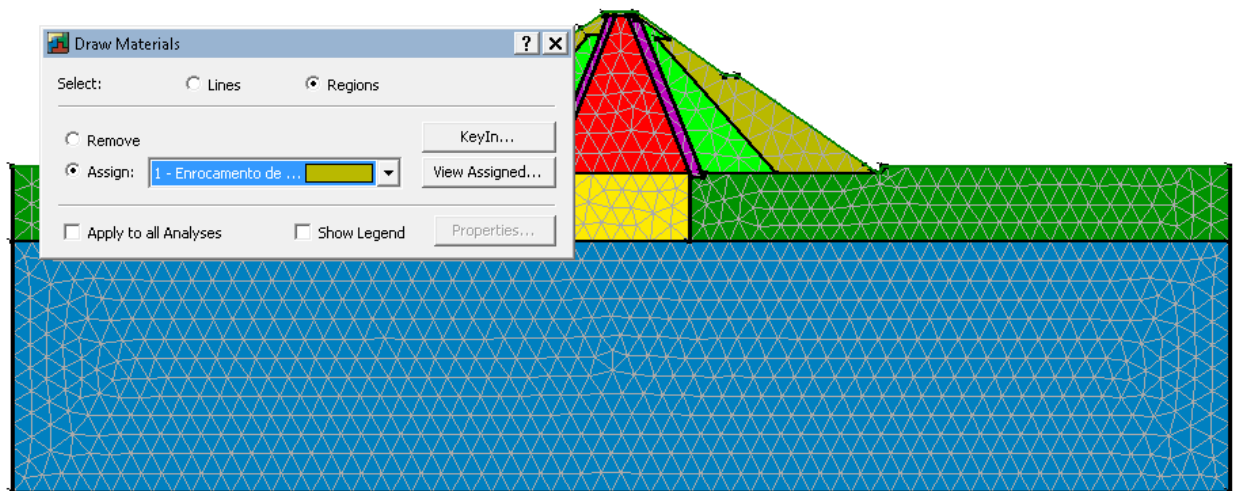 Draw Materials
Select: Lines Regions
Remove KeyIn...
Assign: 1 - Enrocamento de ... View Assigned...
Apply to all Analyses Show Legend Properties...